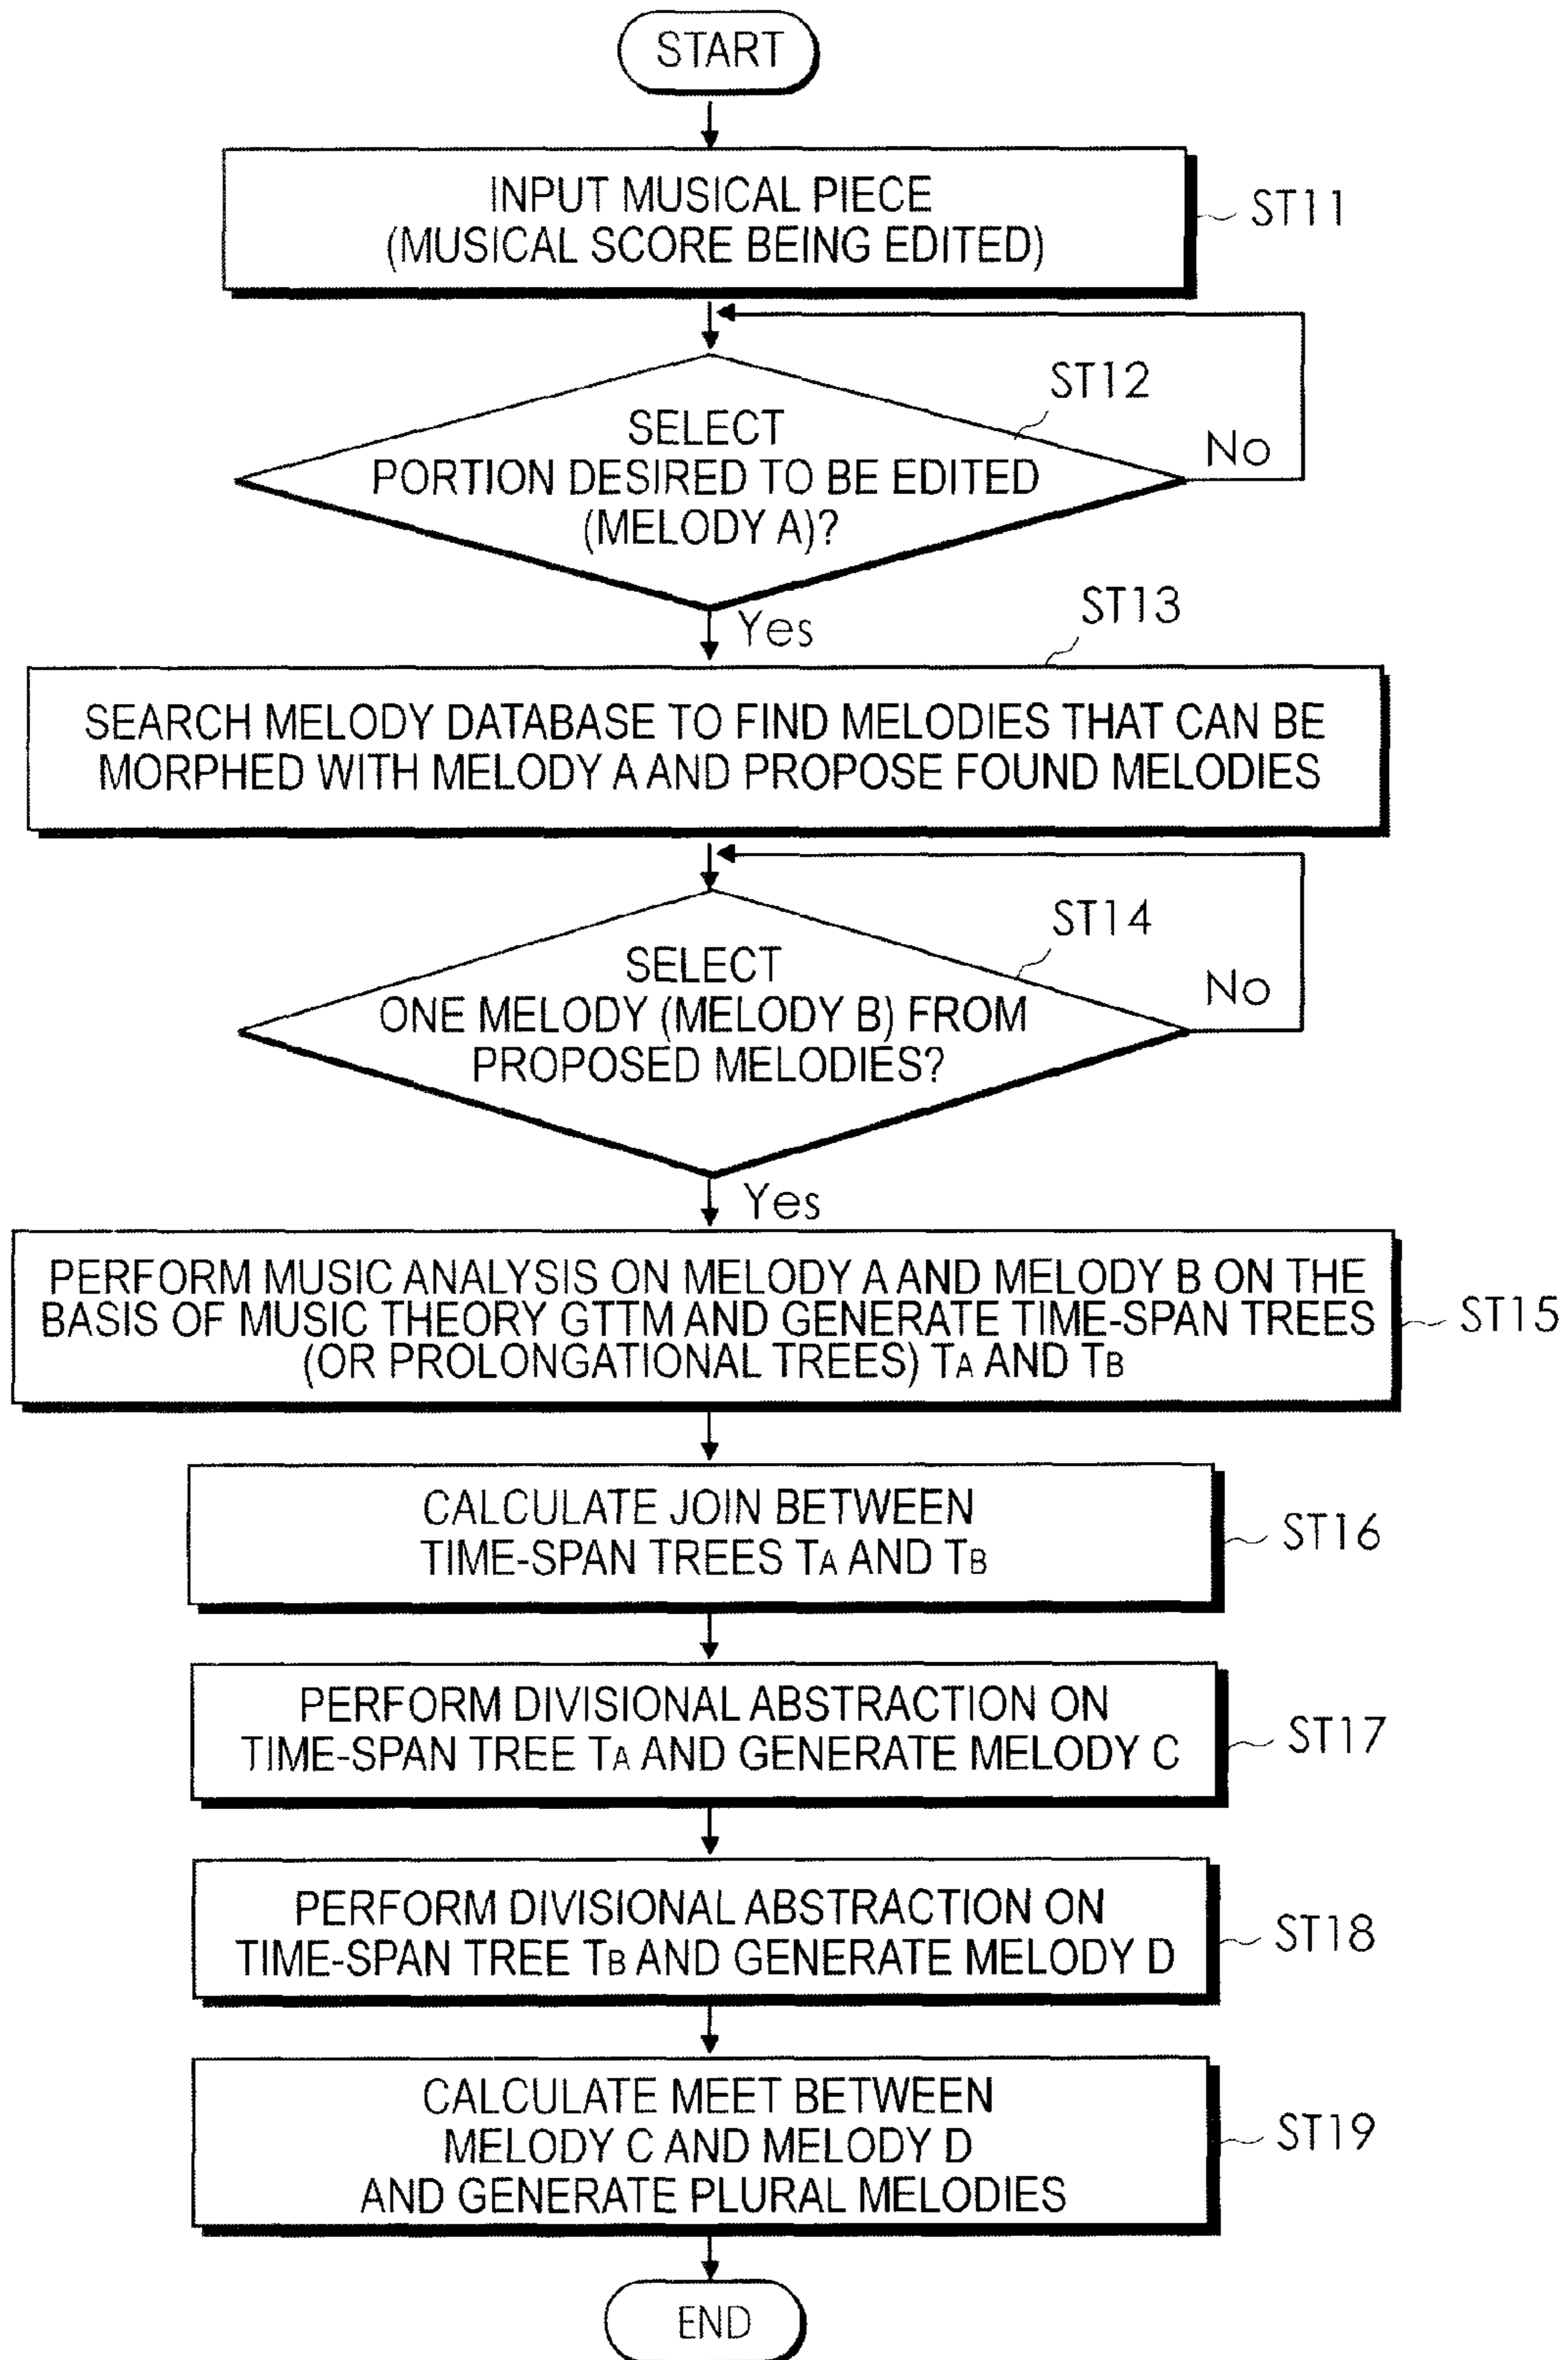 START
INPUT MUSICAL PIECE
(MUSICAL SCORE BEING EDITED)
ST11
ST12
SELECT
PORTION DESIRED TO BE EDITED
(MELODY A)?
No
Yes
ST13
SEARCH MELODY DATABASE TO FIND MELODIES THAT CAN BE
MORPHED WITH MELODY A AND PROPOSE FOUND MELODIES
ST14
SELECT
ONE MELODY (MELODY B) FROM
PROPOSED MELODIES?
No
Yes
PERFORM MUSIC ANALYSIS ON MELODY A AND MELODY B ON THE
BASIS OF MUSIC THEORY GTTM AND GENERATE TIME-SPAN TREES
(OR PROLONGATIONAL TREES) TA AND TB
ST15
CALCULATE JOIN BETWEEN
TIME-SPAN TREES TA AND TB
ST16
PERFORM DIVISIONAL ABSTRACTION ON
TIME-SPAN TREE TA AND GENERATE MELODY C
ST17
PERFORM DIVISIONAL ABSTRACTION ON
TIME-SPAN TREE TB AND GENERATE MELODY D
ST18
CALCULATE MEET BETWEEN
MELODY C AND MELODY D
AND GENERATE PLURAL MELODIES
ST19
END